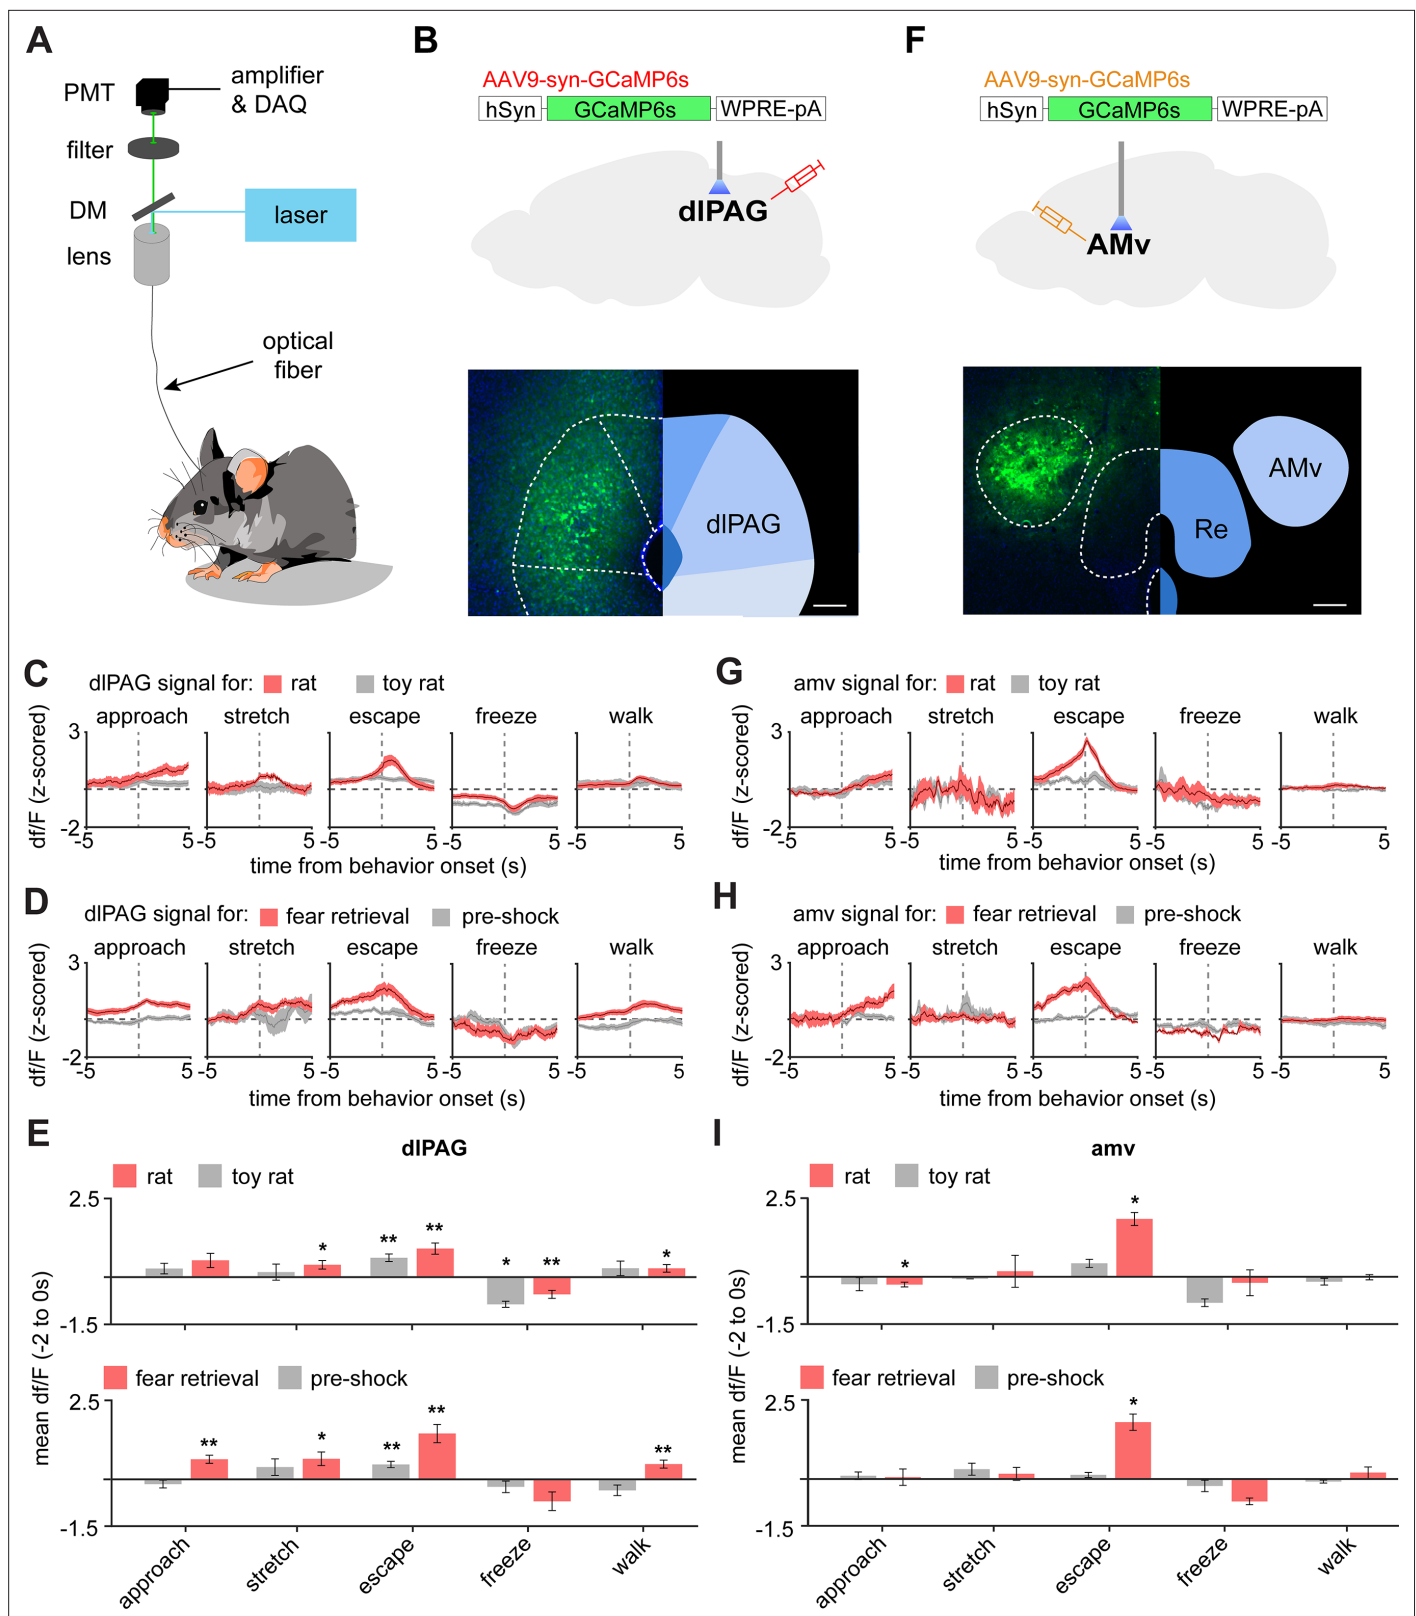 A
PMT
amplifier
& DAQ
filter
DM
laser
lens
optical
fiber
B
AAV9-syn-GCaMP6s
hSyn GCaMP6s WPRE-pA
dlPAG
dlPAG
F
AAV9-syn-GCaMP6s
hSyn GCaMP6s WPRE-pA
AMv
AMv
Re
C
dlPAG signal for: rat toy rat
approach stretch escape freeze walk
3
df/F (z-scored)
-2
-5 5 -5 5 -5 5 -5 5 -5 5
time from behavior onset (s)
G
amv signal for: rat toy rat
approach stretch escape freeze walk
3
df/F (z-scored)
-2
-5 5 -5 5 -5 5 -5 5 -5 5
time from behavior onset (s)
D
dlPAG signal for: fear retrieval pre-shock
approach stretch escape freeze walk
3
df/F (z-scored)
-2
-5 5 -5 5 -5 5 -5 5 -5 5
time from behavior onset (s)
H
amv signal for: fear retrieval pre-shock
approach stretch escape freeze walk
3
df/F (z-scored)
-2
-5 5 -5 5 -5 5 -5 5 -5 5
time from behavior onset (s)
E
dlPAG
rat toy rat
2.5
* ** ** * ** *
-1.5
mean df/F (-2 to 0s)
fear retrieval pre-shock
2.5
** * ** ** **
-1.5
approach stretch escape freeze walk
I
amv
rat toy rat
2.5
* *
-1.5
mean df/F (-2 to 0s)
fear retrieval pre-shock
2.5
*
-1.5
approach stretch escape freeze walk